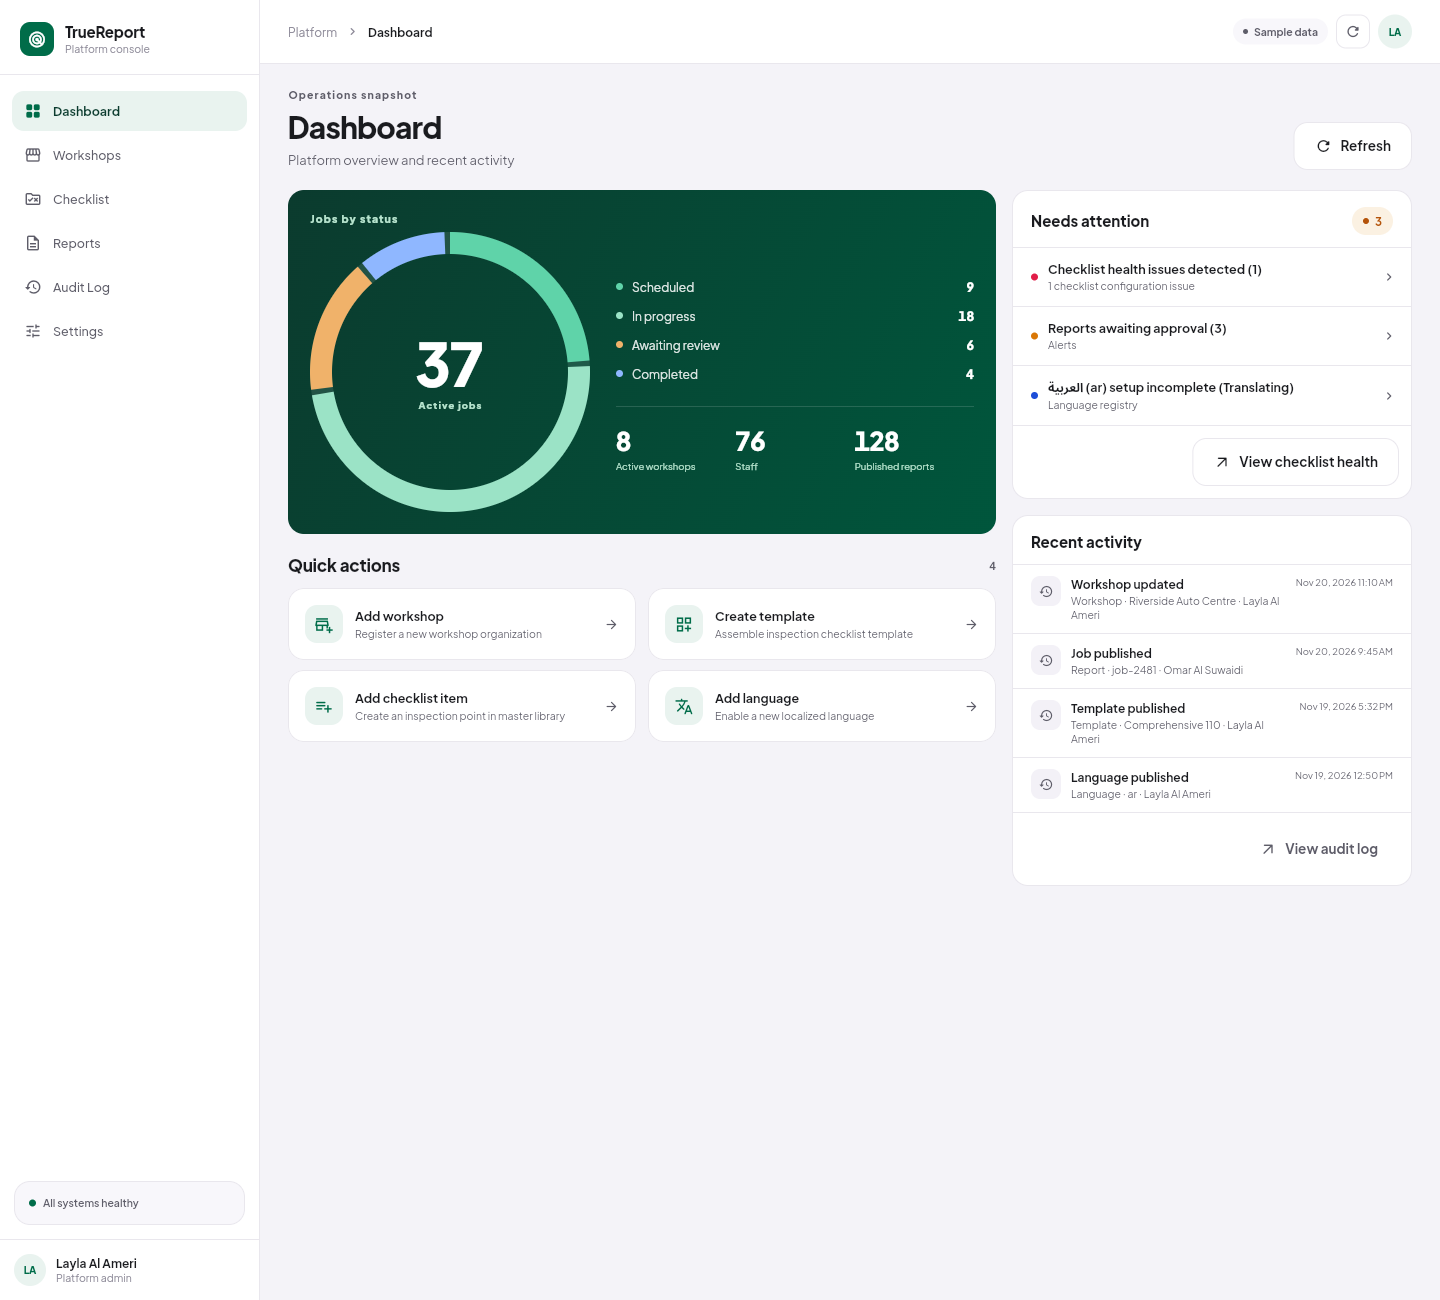 TrueReport
Platform console
Platform
Dashboard
Sample data
LA
Dashboard
Workshops
Checklist
Reports
Audit Log
Settings
Operations snapshot
Dashboard
Platform overview and recent activity
Refresh
Jobs by status
37
Active jobs
Scheduled 9
In progress 18
Awaiting review 6
Completed 4
8
Active workshops
76
Staff
128
Published reports
Quick actions
4
Add workshop
Register a new workshop organization
Create template
Assemble inspection checklist template
Add checklist item
Create an inspection point in master library
Add language
Enable a new localized language
Needs attention
3
Checklist health issues detected (1)
1 checklist configuration issue
Reports awaiting approval (3)
Alerts
العربية (ar) setup incomplete (Translating)
Language registry
View checklist health
Recent activity
Workshop updated
Nov 20, 2026 11:10 AM
Workshop · Riverside Auto Centre · Layla Al
Ameri
Job published
Nov 20, 2026 9:45 AM
Report · job-2481 · Omar Al Suwaidi
Template published
Nov 19, 2026 5:32 PM
Template · Comprehensive 110 · Layla Al
Ameri
Language published
Nov 19, 2026 12:50 PM
Language · ar · Layla Al Ameri
View audit log
All systems healthy
LA
Layla Al Ameri
Platform admin